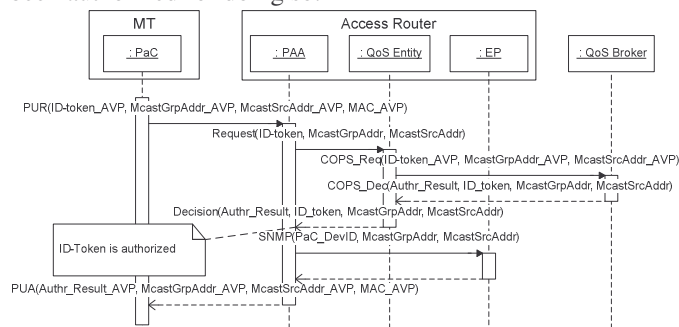 MT
Access Router
: PaC
: PAA
: QoS Entity
: EP
: QoS Broker
PUR(ID-token_AVP, McastGrpAddr_AVP, McastSrcAddr_AVP, MAC_AVP)
Request(ID-token, McastGrpAddr, McastSrcAddr)
COPS_Req(ID-token_AVP, McastGrpAddr_AVP, McastSrcAddr_AVP)
COPS_Dec(Authr_Result, ID_token, McastGrpAddr, McastSrcAddr)
Decision(Authr_Result, ID_token, McastGrpAddr, McastSrcAddr)
SNMP(PaC_DevID, McastGrpAddr, McastSrcAddr)
ID-Token is authorized
PUA(Authr_Result_AVP, McastGrpAddr_AVP, McastSrcAddr_AVP, MAC_AVP)